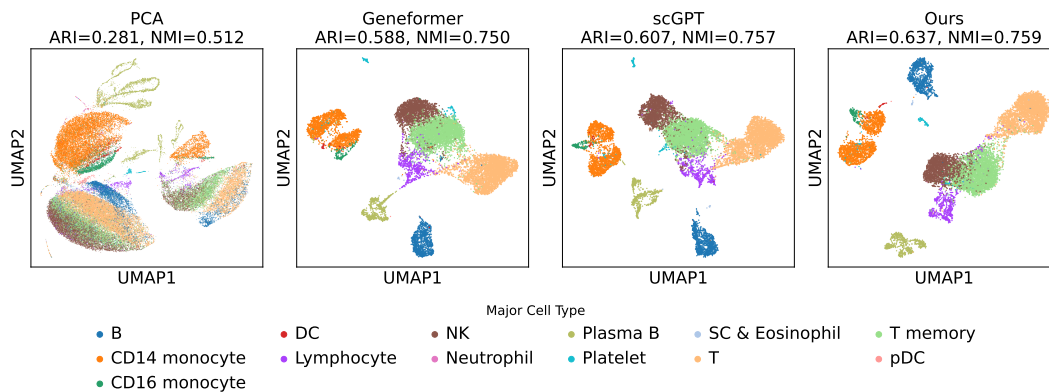 PCA
ARI=0.281, NMI=0.512
Geneformer
ARI=0.588, NMI=0.750
scGPT
ARI=0.607, NMI=0.757
Ours
ARI=0.637, NMI=0.759
UMAP2
UMAP1
UMAP2
UMAP1
UMAP2
UMAP1
UMAP2
UMAP1
Major Cell Type
B
CD14 monocyte
CD16 monocyte
DC
Lymphocyte
NK
Neutrophil
Plasma B
Platelet
SC & Eosinophil
T
T memory
pDC